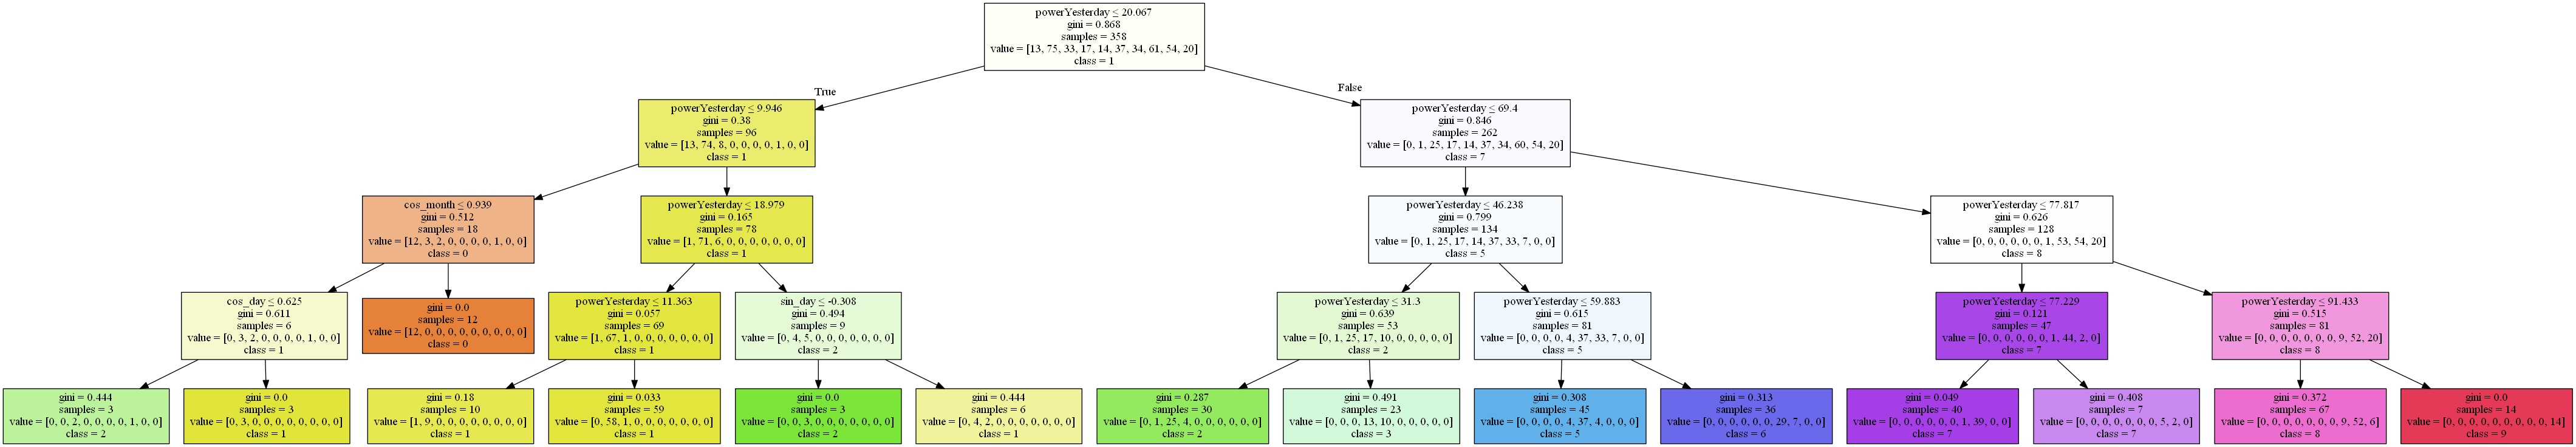 powerYesterday ≤ 20.067
gini = 0.868
samples = 358
value = [13, 75, 33, 17, 14, 37, 34, 61, 54, 20]
class = 1
True
False
powerYesterday ≤ 9.946
gini = 0.38
samples = 96
value = [13, 74, 8, 0, 0, 0, 0, 1, 0, 0]
class = 1
powerYesterday ≤ 69.4
gini = 0.846
samples = 262
value = [0, 1, 25, 17, 14, 37, 34, 60, 54, 20]
class = 7
cos_month ≤ 0.939
gini = 0.512
samples = 18
value = [12, 3, 2, 0, 0, 0, 0, 1, 0, 0]
class = 0
powerYesterday ≤ 18.979
gini = 0.165
samples = 78
value = [1, 71, 6, 0, 0, 0, 0, 0, 0, 0]
class = 1
powerYesterday ≤ 46.238
gini = 0.799
samples = 134
value = [0, 1, 25, 17, 14, 37, 33, 7, 0, 0]
class = 5
powerYesterday ≤ 77.817
gini = 0.626
samples = 128
value = [0, 0, 0, 0, 0, 0, 1, 53, 54, 20]
class = 8
cos_day ≤ 0.625
gini = 0.611
samples = 6
value = [0, 3, 2, 0, 0, 0, 0, 1, 0, 0]
class = 1
gini = 0.0
samples = 12
value = [12, 0, 0, 0, 0, 0, 0, 0, 0, 0]
class = 0
powerYesterday ≤ 11.363
gini = 0.057
samples = 69
value = [1, 67, 1, 0, 0, 0, 0, 0, 0, 0]
class = 1
sin_day ≤ -0.308
gini = 0.494
samples = 9
value = [0, 4, 5, 0, 0, 0, 0, 0, 0, 0]
class = 2
powerYesterday ≤ 31.3
gini = 0.639
samples = 53
value = [0, 1, 25, 17, 10, 0, 0, 0, 0, 0]
class = 2
powerYesterday ≤ 59.883
gini = 0.615
samples = 81
value = [0, 0, 0, 0, 4, 37, 33, 7, 0, 0]
class = 5
powerYesterday ≤ 77.229
gini = 0.121
samples = 47
value = [0, 0, 0, 0, 0, 0, 1, 44, 2, 0]
class = 7
powerYesterday ≤ 91.433
gini = 0.515
samples = 81
value = [0, 0, 0, 0, 0, 0, 0, 9, 52, 20]
class = 8
gini = 0.444
samples = 3
value = [0, 0, 2, 0, 0, 0, 0, 1, 0, 0]
class = 2
gini = 0.0
samples = 3
value = [0, 3, 0, 0, 0, 0, 0, 0, 0, 0]
class = 1
gini = 0.18
samples = 10
value = [1, 9, 0, 0, 0, 0, 0, 0, 0, 0]
class = 1
gini = 0.033
samples = 59
value = [0, 58, 1, 0, 0, 0, 0, 0, 0, 0]
class = 1
gini = 0.0
samples = 3
value = [0, 0, 3, 0, 0, 0, 0, 0, 0, 0]
class = 2
gini = 0.444
samples = 6
value = [0, 4, 2, 0, 0, 0, 0, 0, 0, 0]
class = 1
gini = 0.287
samples = 30
value = [0, 1, 25, 4, 0, 0, 0, 0, 0, 0]
class = 2
gini = 0.491
samples = 23
value = [0, 0, 0, 13, 10, 0, 0, 0, 0, 0]
class = 3
gini = 0.308
samples = 45
value = [0, 0, 0, 0, 4, 37, 4, 0, 0, 0]
class = 5
gini = 0.313
samples = 36
value = [0, 0, 0, 0, 0, 0, 29, 7, 0, 0]
class = 6
gini = 0.049
samples = 40
value = [0, 0, 0, 0, 0, 0, 1, 39, 0, 0]
class = 7
gini = 0.408
samples = 7
value = [0, 0, 0, 0, 0, 0, 0, 5, 2, 0]
class = 7
gini = 0.372
samples = 67
value = [0, 0, 0, 0, 0, 0, 0, 9, 52, 6]
class = 8
gini = 0.0
samples = 14
value = [0, 0, 0, 0, 0, 0, 0, 0, 0, 14]
class = 9